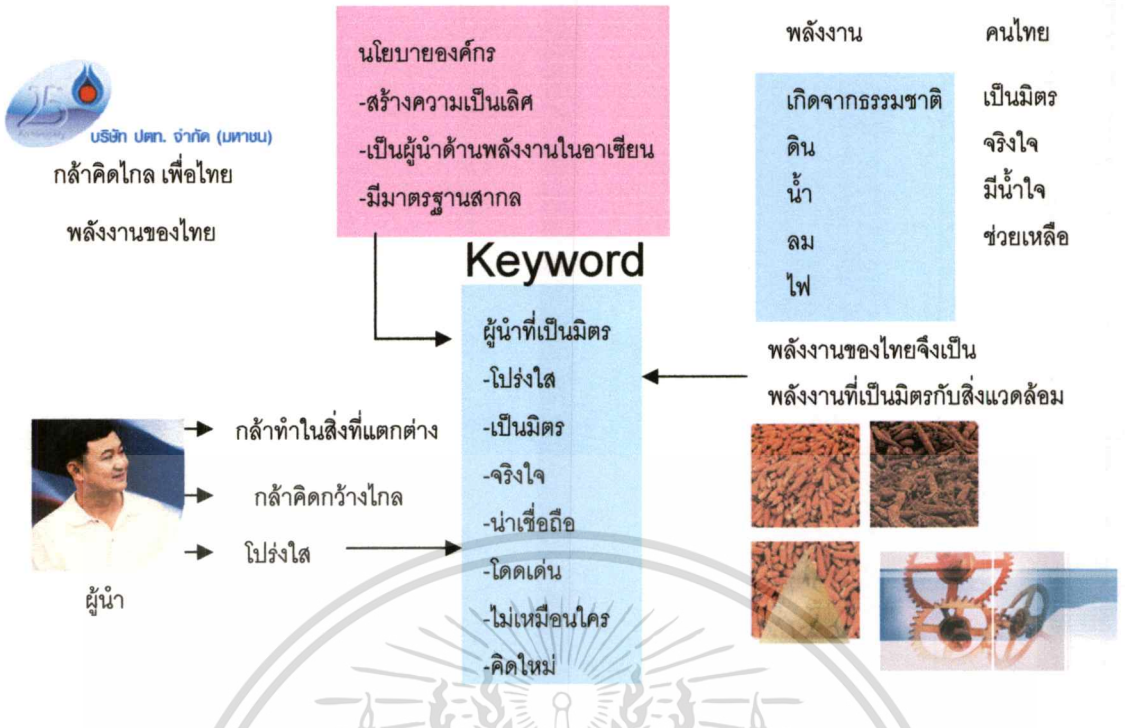 25
บริษัท ปตท. จำกัด (มหาชน)
กล้าคิดไกล เพื่อไทย
พลังงานของไทย
นโยบายองค์กร
-สร้างความเป็นเลิศ
-เป็นผู้นำด้านพลังงานในอาเซียน
-มีมาตรฐานสากล
พลังงาน
เกิดจากธรรมชาติ
ดิน
น้ำ
ลม
ไฟ
คนไทย
เป็นมิตร
จริงใจ
มีน้ำใจ
ช่วยเหลือ
พลังงานของไทยจึงเป็น
พลังงานที่เป็นมิตรกับสิ่งแวดล้อม
Keyword
ผู้นำที่เป็นมิตร
-โปร่งใส
-เป็นมิตร
-จริงใจ
-น่าเชื่อถือ
-โดดเด่น
-ไม่เหมือนใคร
-คิดใหม่
กล้าทำในสิ่งที่แตกต่าง
กล้าคิดกว้างไกล
โปร่งใส
ผู้นำ